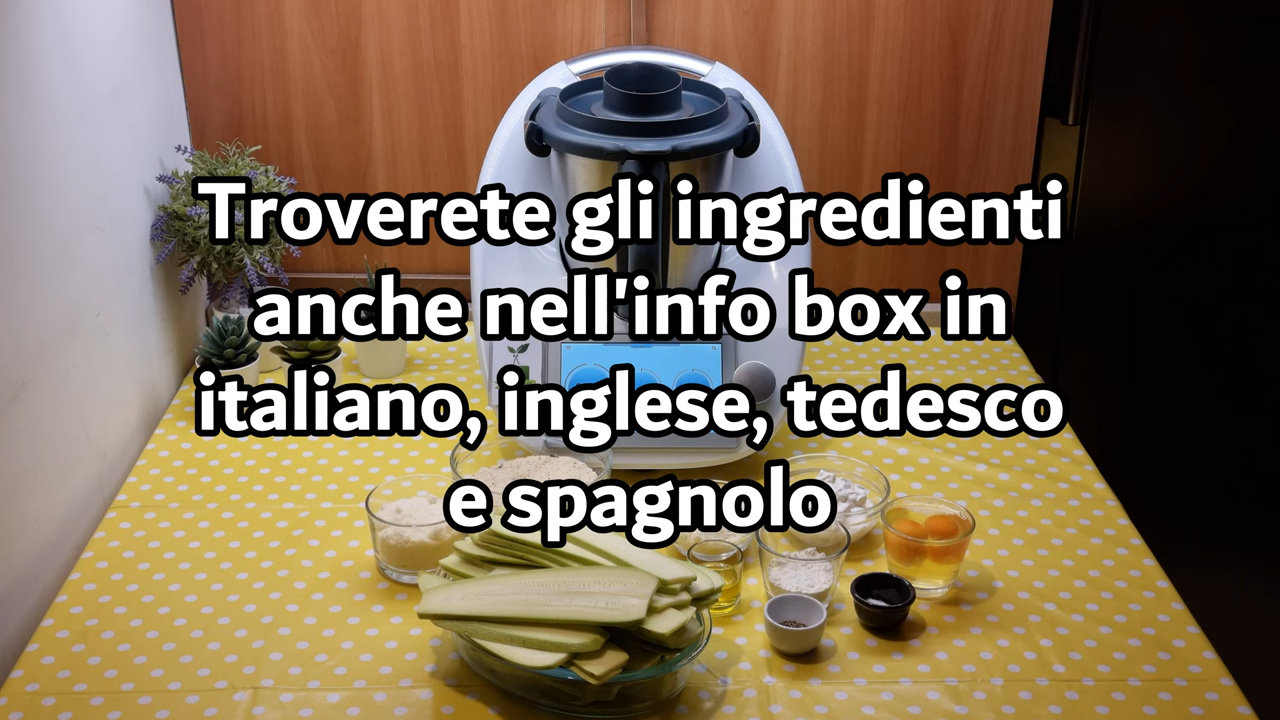 Troverete gli ingredienti
anche nell'info box in
italiano, inglese, tedesco
e spagnolo